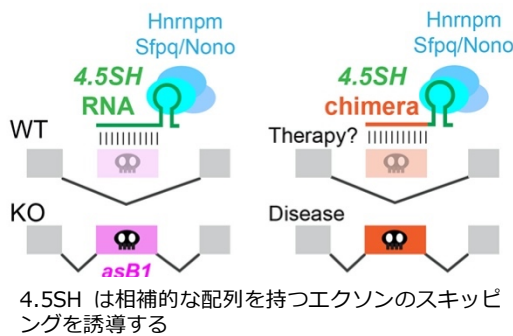 Hnrnpm
Sfpq/Nono
4.5SH
RNA
WT
KO
asB1
Hnrnpm
Sfpq/Nono
4.5SH
chimera
Therapy?
Disease
4.5SH は相補的な配列を持つエクソンのスキッピ
ングを誘導する